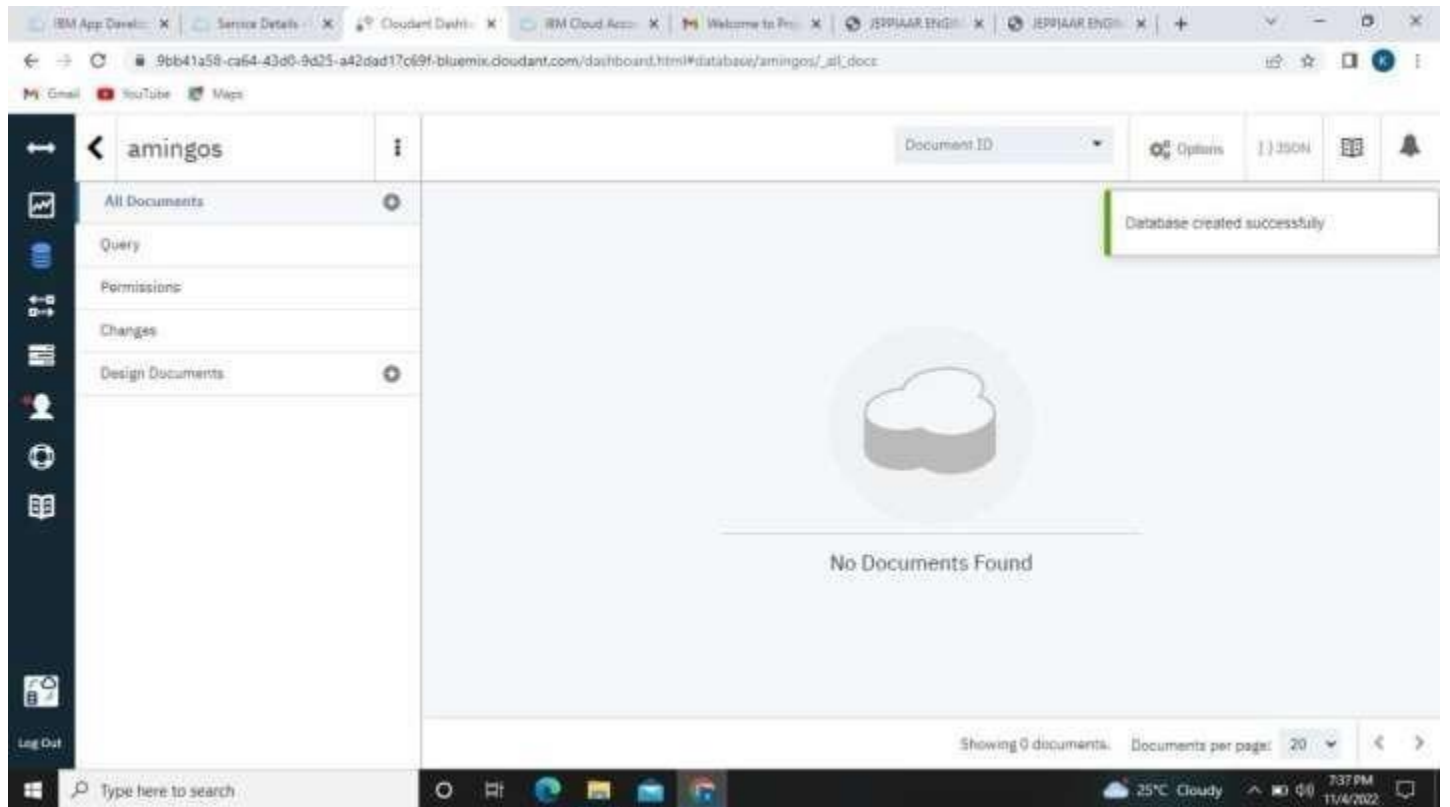 IBM App Develo
Service Details -
Cloudant Dashb
IBM Cloud Acco
Welcome to Pro
JEPPIAAR ENGIN
JEPPIAAR ENGIN
9bb41a58-ca64-43d0-9d25-a42dad17c69f-bluemix.cloudant.com/dashboard.html#database/amingos/_all_docs
K
Gmail
YouTube
Maps
amingos
Document ID
Options
{ } JSON
All Documents
Database created successfully
Query
Permissions
Changes
Design Documents
No Documents Found
Log Out
Showing 0 documents.
Documents per page: 20
Type here to search
25°C Cloudy
7:37 PM
11/4/2022